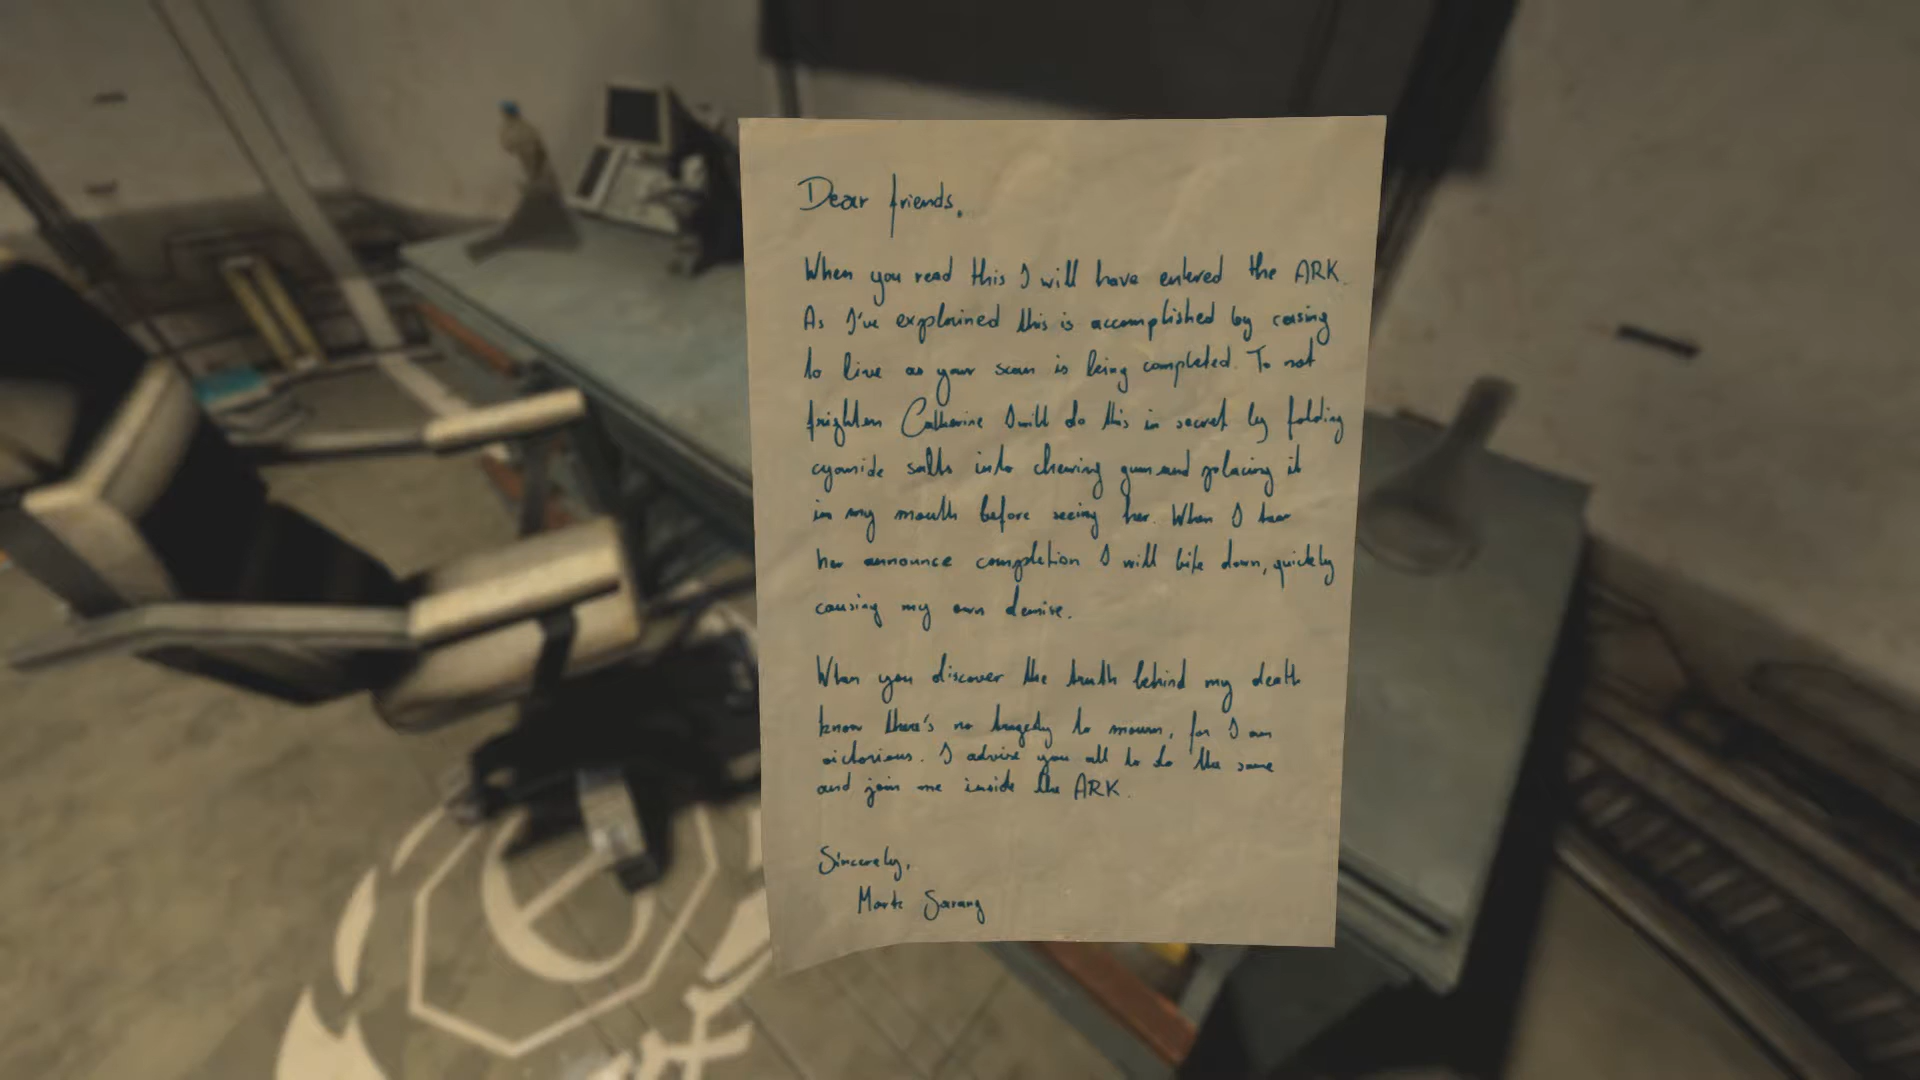 Dear friends.
When you read this I will have entered the ARK.
As I've explained this is accomplished by ceasing
to live as your scan is being completed. To not
frighten Catherine I will do this in secret by folding
cyanide salts into chewing gum and placing it
in my mouth before seeing her. When I hear
her announce completion I will bite down, quickly
causing my own demise.
When you discover the truth behind my death
know there's no tragedy to mourn, for I am
victorious. I advise you all to do the same
and join me inside the ARK.
Sincerely,
Mark Sarang